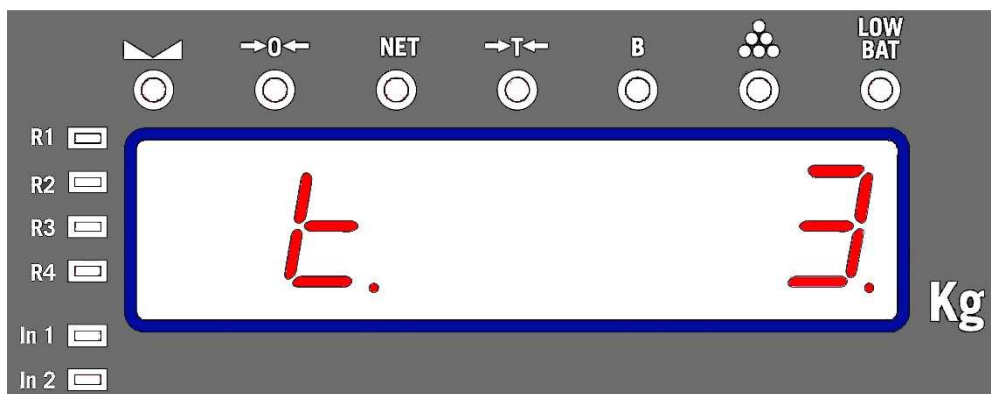 →0← NET →T← B LOW BAT
R1
R2
R3
R4
t. 3.
Kg
In 1
In 2